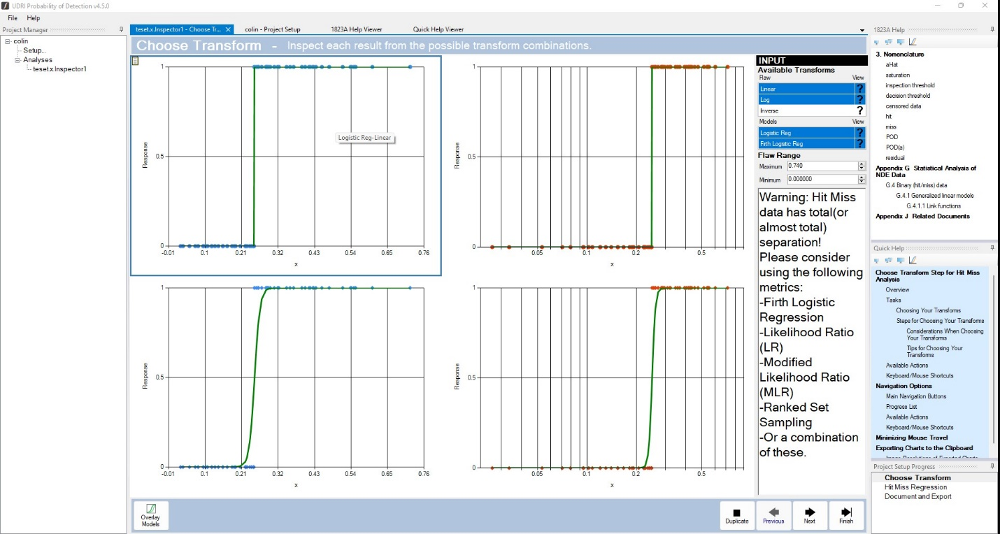 UDRI Probability of Detection v4.5.0
File Help
Project Manager
colin
Setup...
Analyses
teset.x.Inspector1
teset.x.Inspector1 - Choose Tr...
colin - Project Setup
1823A Help Viewer
Quick Help Viewer
Choose Transform - Inspect each result from the possible transform combinations.
1
0.5
0
Response
-0.01 0.1 0.21 0.32 0.43 0.54 0.65 0.76
x
Logistic Reg-Linear
1
0.5
0
Response
0.05 0.1 0.2 0.5
x
1
0.5
0
Response
-0.01 0.1 0.21 0.32 0.43 0.54 0.65 0.76
x
1
0.5
0
Response
0.05 0.1 0.2 0.5
x
INPUT
Available Transforms
Flaw View
Linear ?
Log ?
Inverse ?
Models View
Logistic Reg ?
Firth Logistic Reg ?
Flaw Range
Maximum 0.740
Minimum 0.000000
Warning: Hit Miss
data has total(or
almost total)
separation!
Please consider
using the following
metrics:
-Firth Logistic
Regression
-Likelihood Ratio
(LR)
-Modified
Likelihood Ratio
(MLR)
-Ranked Set
Sampling
-Or a combination
of these.
Overlay
Models
Duplicate
Previous
Next
Finish
1823A Help
3. Nomenclature
aHat
saturation
inspection threshold
decision threshold
censored data
hit
miss
POD
POD(a)
residual
Appendix G Statistical Analysis of
NDE Data
G.4 Binary (hit/miss) data
G.4.1 Generalized linear models
G.4.1.1 Link functions
Appendix J Related Documents
Quick Help
Choose Transform Step for Hit Miss
Analysis
Overview
Tasks
Choosing Your Transforms
Steps for Choosing Your Transforms
Considerations When Choosing
Your Transforms
Tips for Choosing Your
Transforms
Available Actions
Keyboard/Mouse Shortcuts
Navigation Options
Main Navigation Buttons
Progress List
Available Actions
Keyboard/Mouse Shortcuts
Minimizing Mouse Travel
Exporting Charts to the Clipboard
Project Setup Progress
Choose Transform
Hit Miss Regression
Document and Export